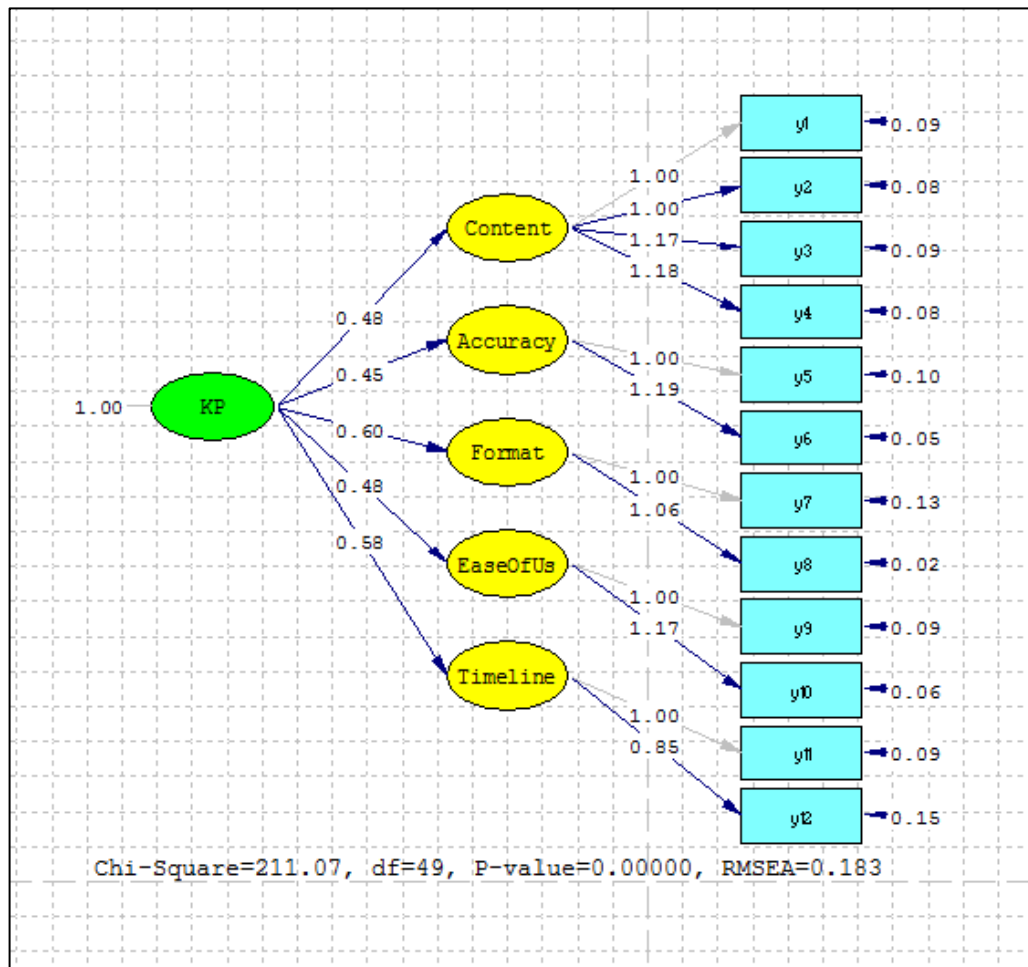 y1
0.09
1.00
y2
0.08
1.00
Content
1.17
y3
0.09
1.18
y4
0.08
0.48
Accuracy
1.00
y5
0.10
0.45
1.19
1.00
KP
y6
0.05
0.60
Format
1.00
y7
0.13
0.48
1.06
0.58
EaseOfUs
y8
0.02
1.00
y9
0.09
1.17
Timeline
y10
0.06
1.00
0.85
y11
0.09
y12
0.15
Chi-Square=211.07, df=49, P-value=0.00000, RMSEA=0.183